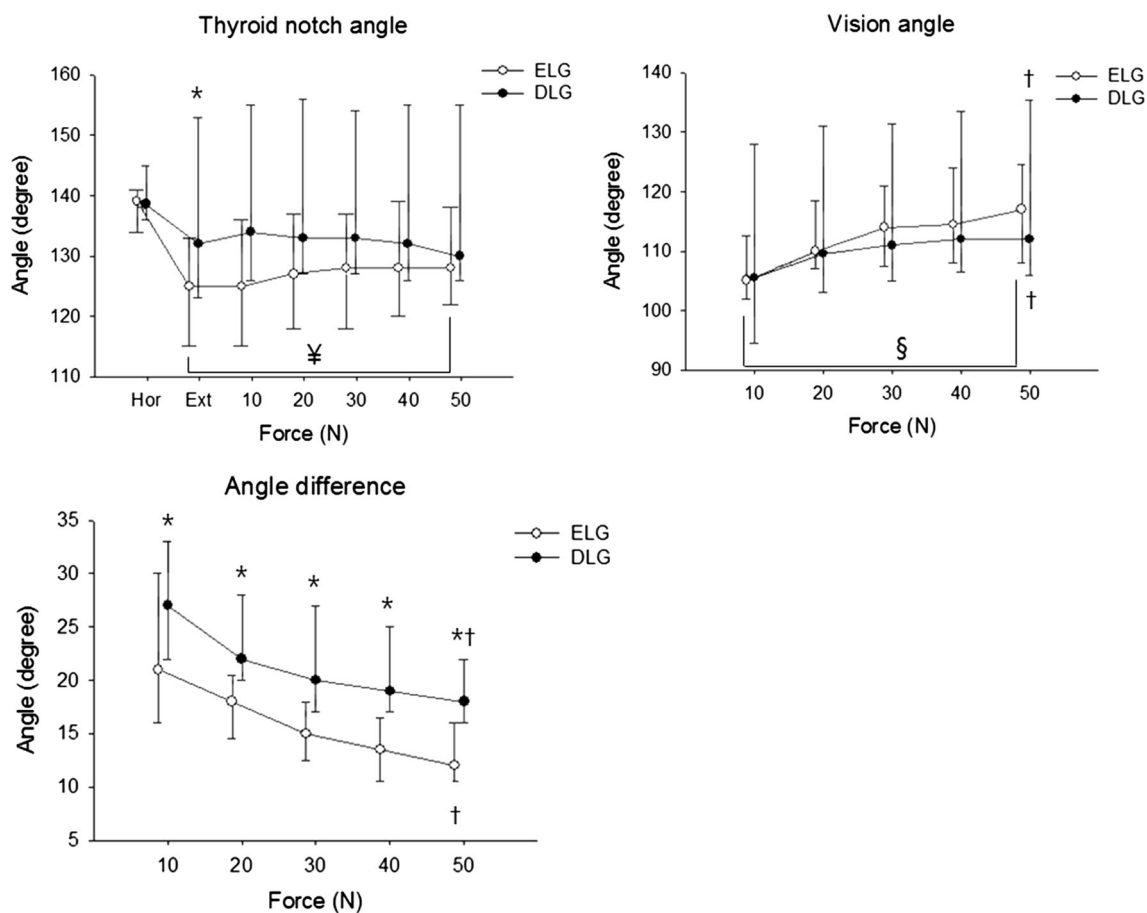 Thyroid notch angle
ELG
DLG
Angle (degree)
160
150
140
130
120
110
*
¥
Hor Ext 10 20 30 40 50
Force (N)
Vision angle
ELG
DLG
Angle (degree)
140
130
120
110
100
90
†
†
§
10 20 30 40 50
Force (N)
Angle difference
ELG
DLG
Angle (degree)
35
30
25
20
15
10
5
*
*
*
*
*†
†
10 20 30 40 50
Force (N)